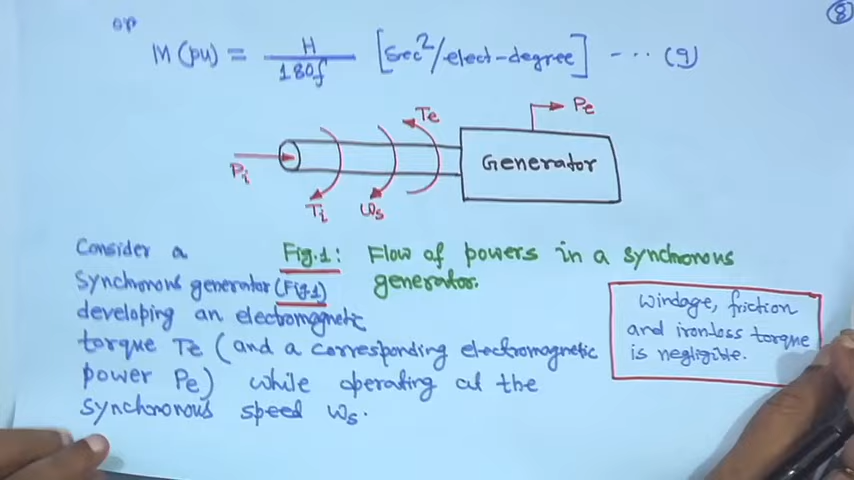 8
or
M(pu) = H/180f [Sec²/elect-degree] --- (9)
Te
Pe
Pi
Generator
Ti
ωs
Fig.1: Flow of powers in a synchronous
generator.
Consider a
Synchronous generator (Fig.1)
developing an electromagnetic
torque Te (and a corresponding electromagnetic
power Pe) while operating at the
synchronous speed ωs.
Windage, friction
and iron loss torque
is negligible.